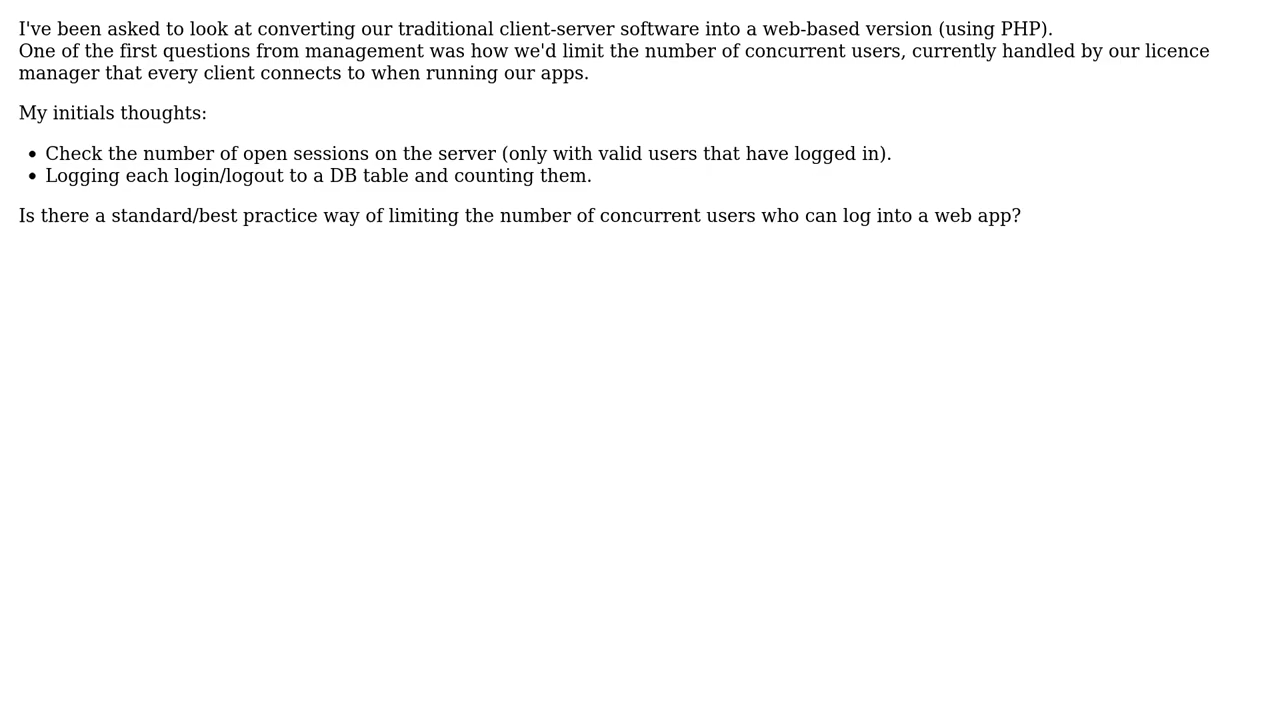 I've been asked to look at converting our traditional client-server software into a web-based version (using PHP).
One of the first questions from management was how we'd limit the number of concurrent users, currently handled by our licence
manager that every client connects to when running our apps.
My initials thoughts:
• Check the number of open sessions on the server (only with valid users that have logged in).
• Logging each login/logout to a DB table and counting them.
Is there a standard/best practice way of limiting the number of concurrent users who can log into a web app?